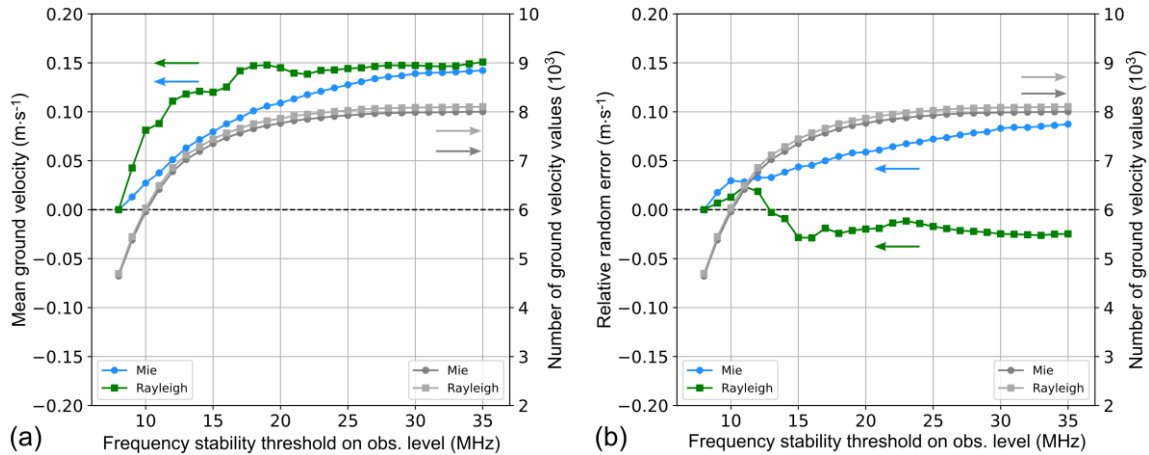 0.20
0.15
0.10
0.05
0.00
−0.05
−0.10
−0.15
−0.20
Mean ground velocity (m·s⁻¹)
10
9
8
7
6
5
4
3
2
Number of ground velocity values (10³)
Mie
Rayleigh
Mie
Rayleigh
10 15 20 25 30 35
Frequency stability threshold on obs. level (MHz)
(a)
0.20
0.15
0.10
0.05
0.00
−0.05
−0.10
−0.15
−0.20
Relative random error (m·s⁻¹)
10
9
8
7
6
5
4
3
2
Number of ground velocity values (10³)
Mie
Rayleigh
Mie
Rayleigh
10 15 20 25 30 35
Frequency stability threshold on obs. level (MHz)
(b)